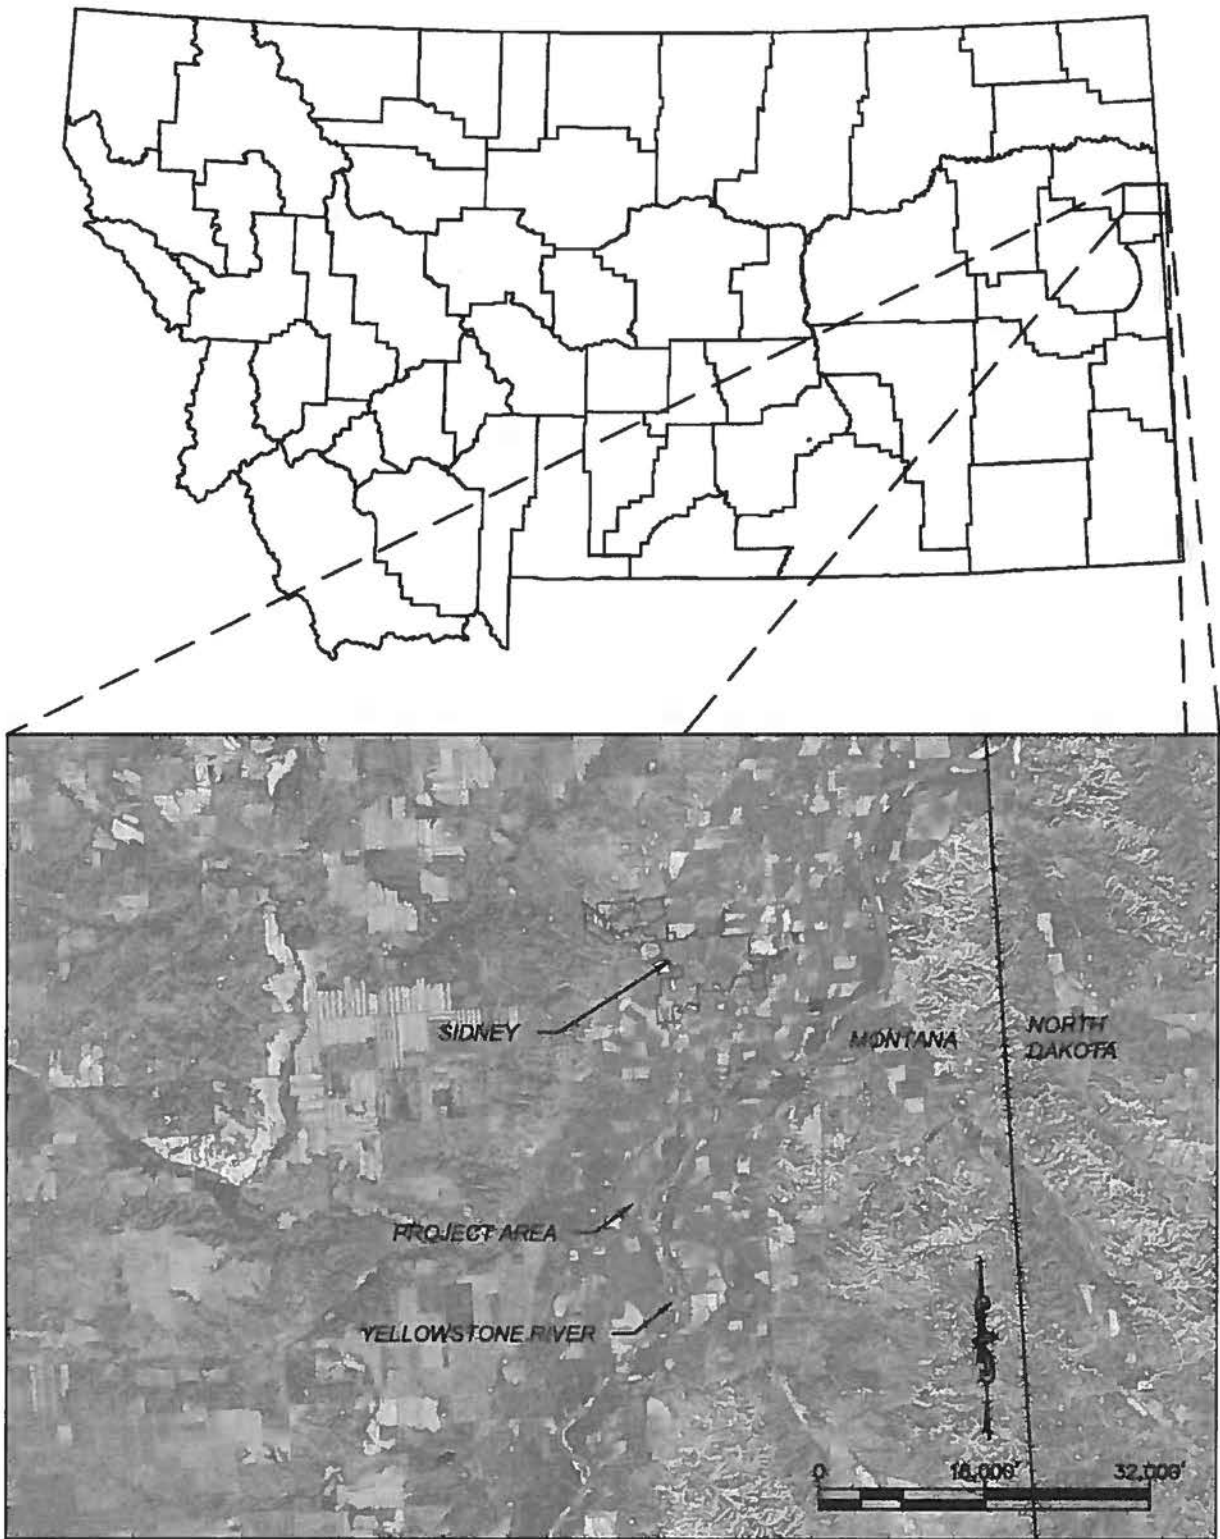 SIDNEY
MONTANA
NORTH
DAKOTA
PROJECT AREA
YELLOWSTONE RIVER
0 16,000' 32,000'